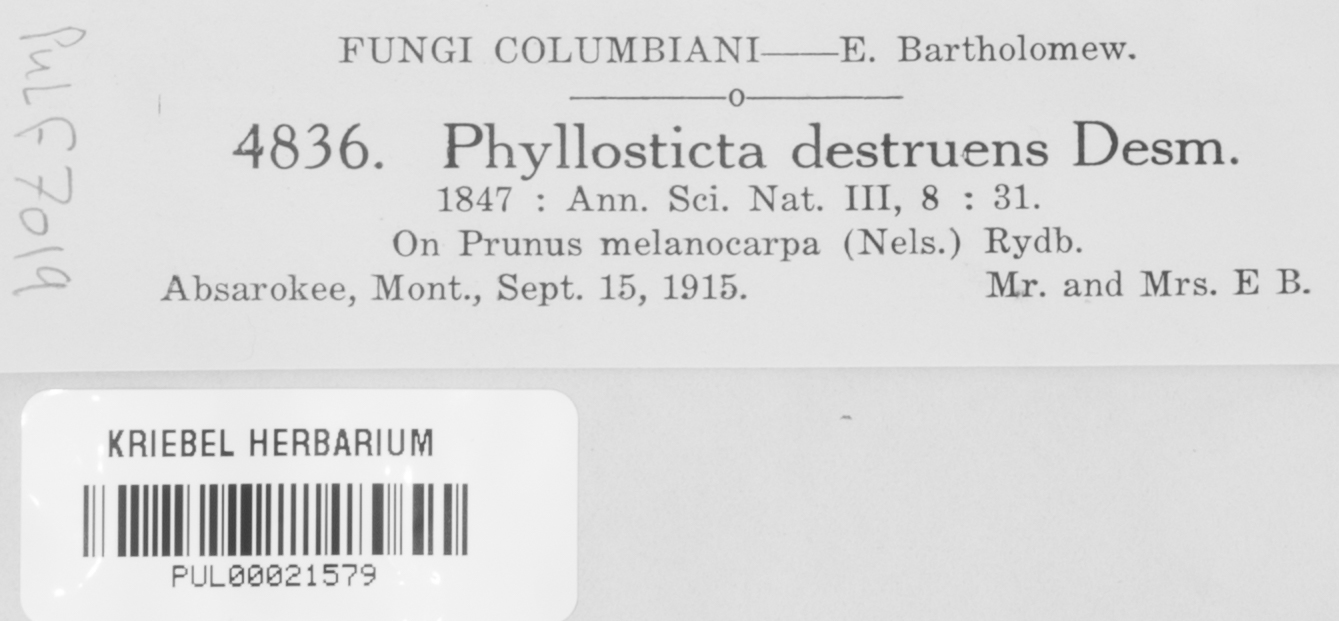 FUNGI COLUMBIANI——E. Bartholomew.
————o————
4836. Phyllosticta destruens Desm.
1847 : Ann. Sci. Nat. III, 8 : 31.
On Prunus melanocarpa (Nels.) Rydb.
Absarokee, Mont., Sept. 15, 1915. Mr. and Mrs. E B.
PUL F7019
KRIEBEL HERBARIUM
PUL00021579